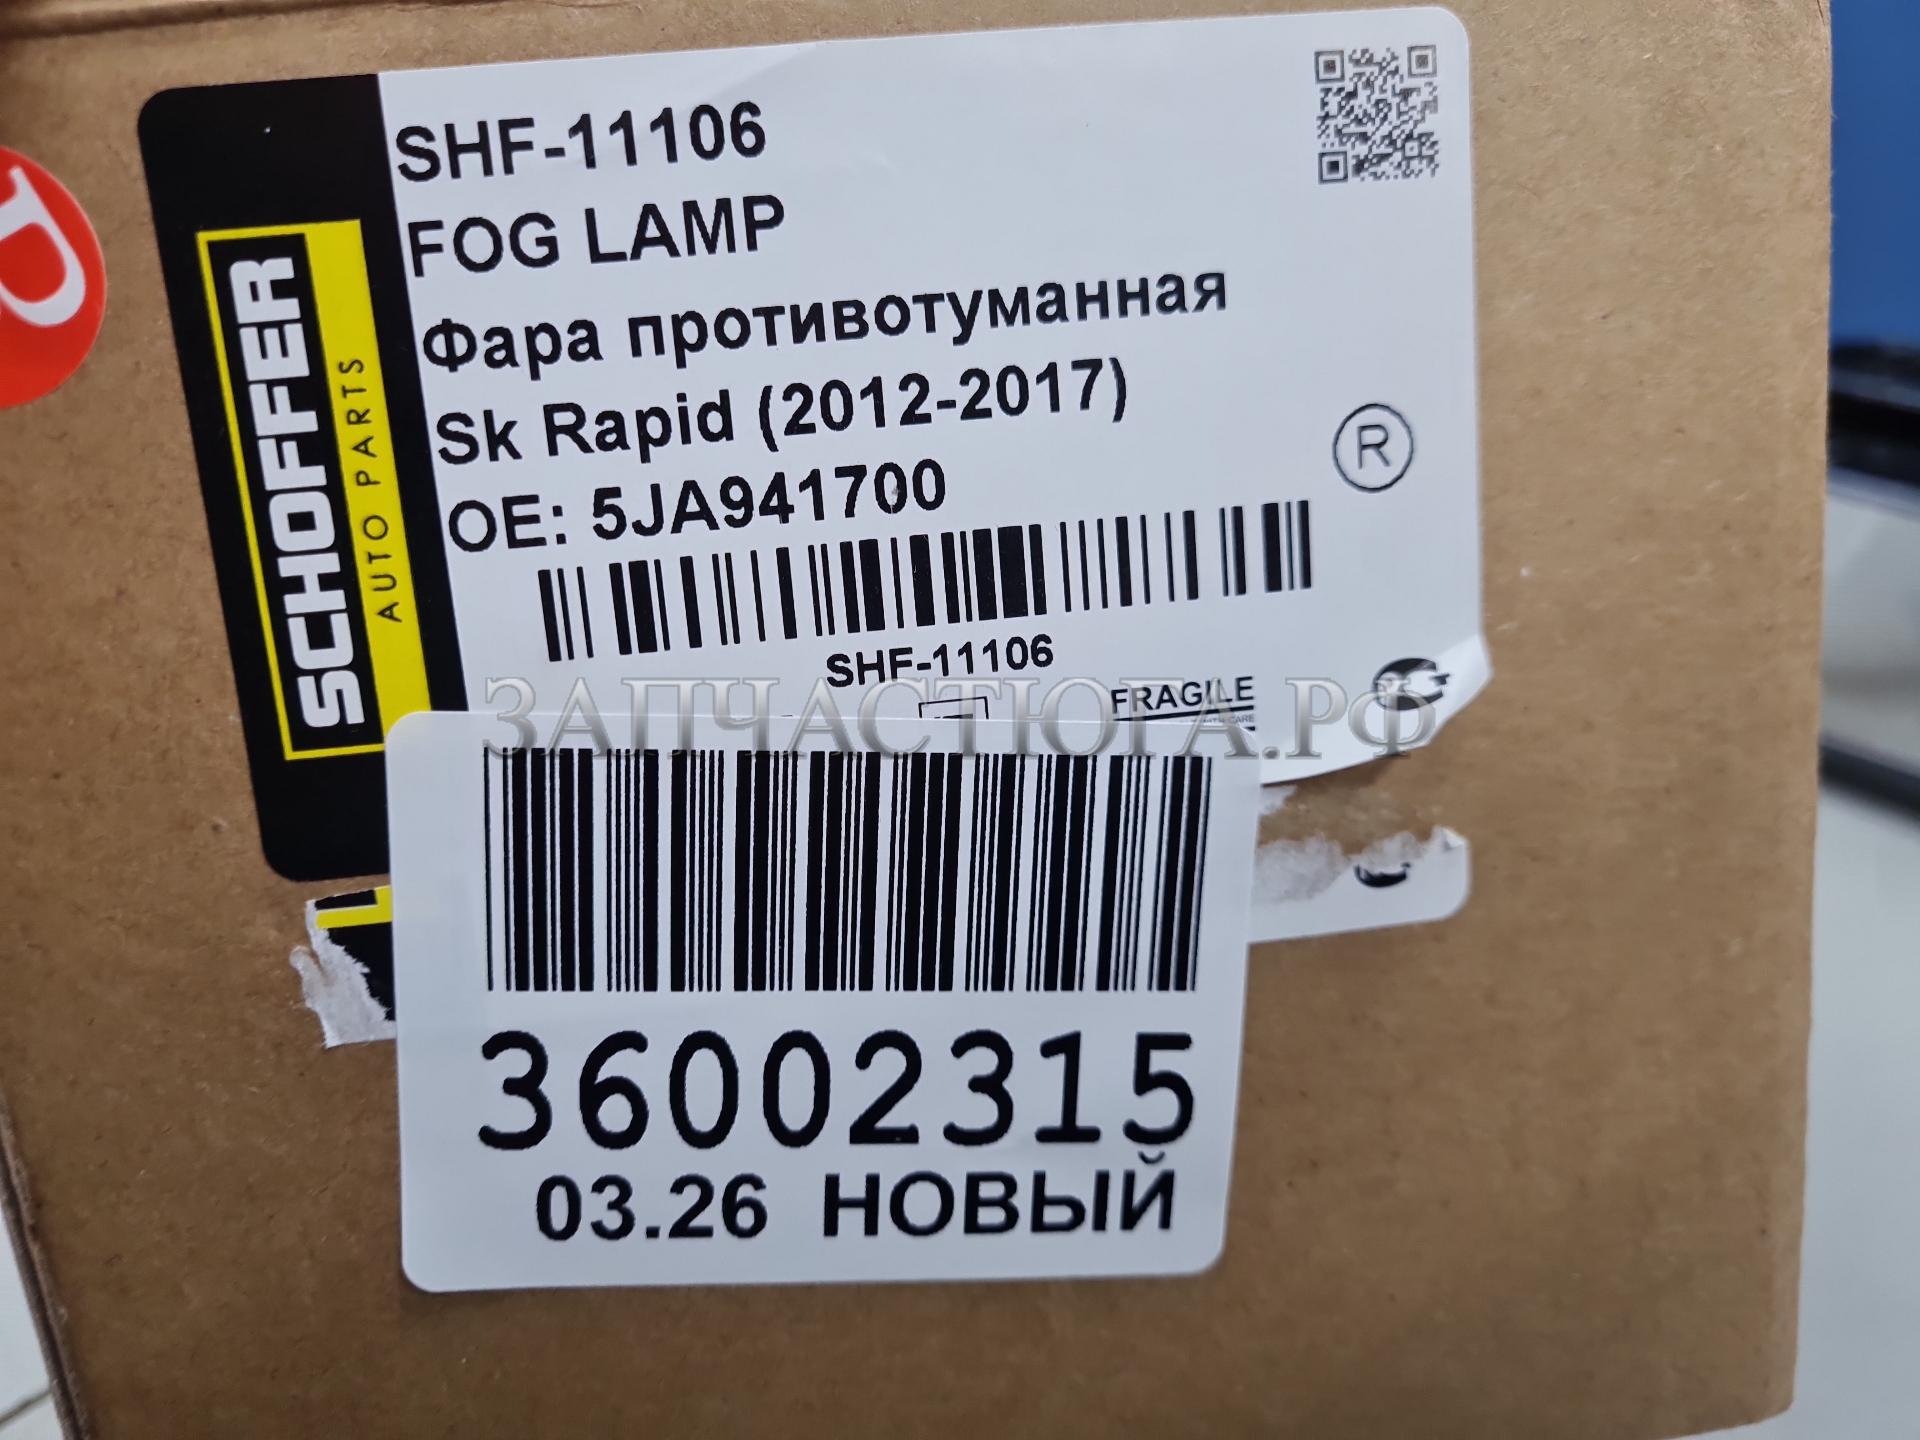 SHF-11106
FOG LAMP
Фара противотуманная
Sk Rapid (2012-2017)
OE: 5JA941700
R
SCHOFFER
AUTO PARTS
SHF-11106
FRAGILE
ЗАПЧАСТЮГА.РФ
36002315
03.26 НОВЫЙ
R